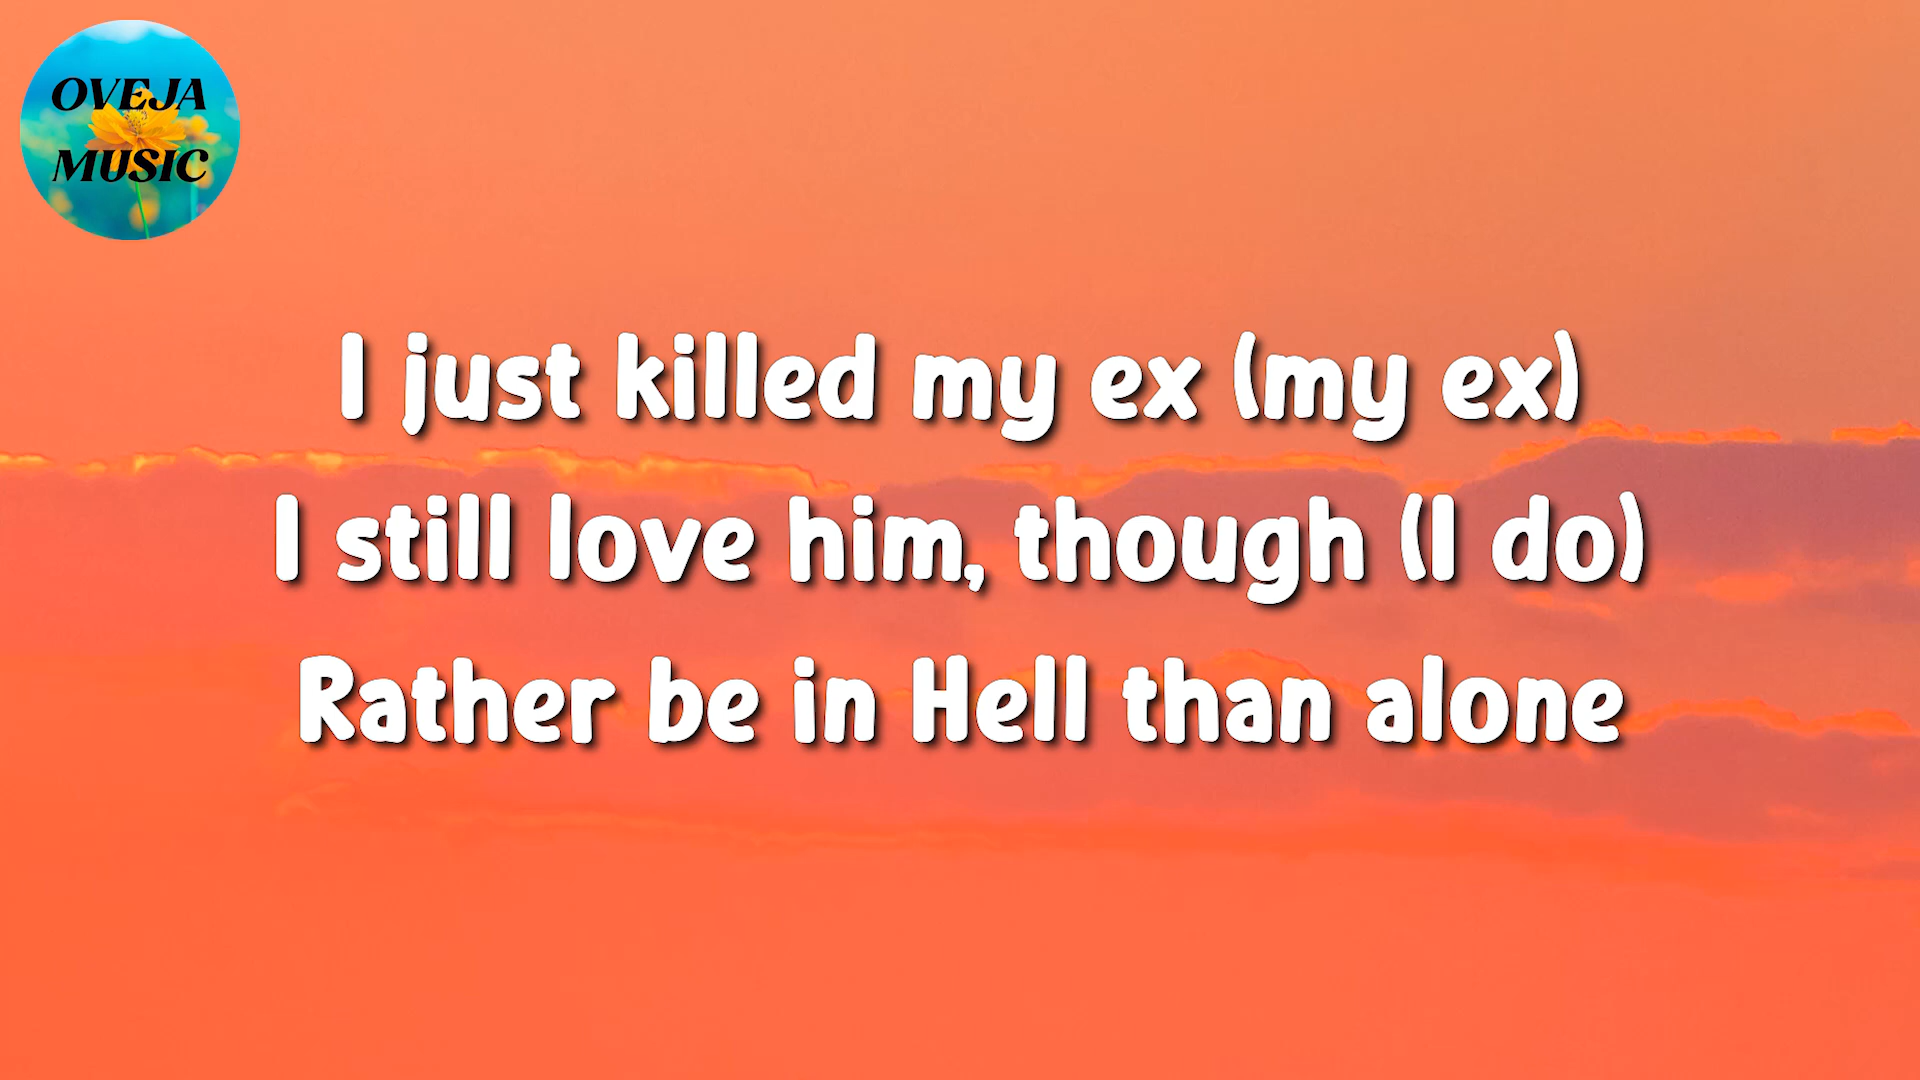 OVEJA
MUSIC
I just killed my ex (my ex)
I still love him, though (I do)
Rather be in Hell than alone